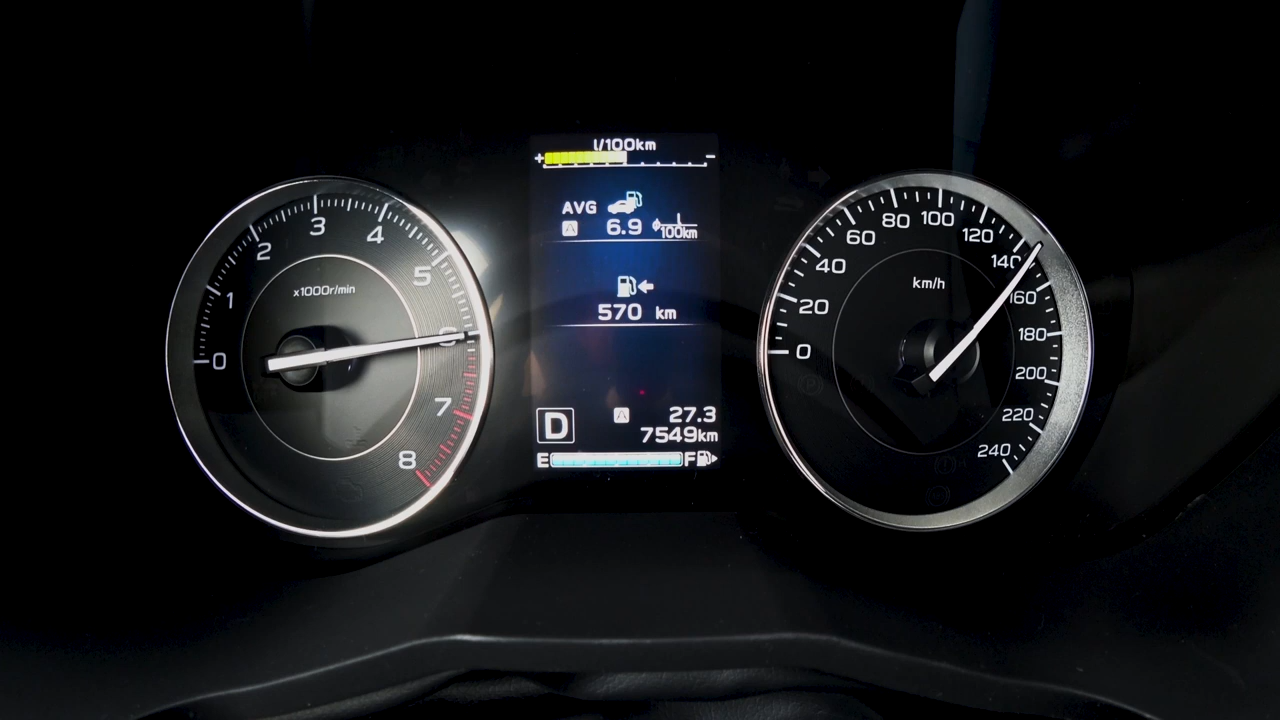 l/100km
+ −
AVG
A 6.9 100km
570 km
D
A 27.3
7549km
E F
0
1
2
3
4
5
6
7
8
x1000r/min
0
20
40
60
80
100
120
140
160
180
200
220
240
km/h